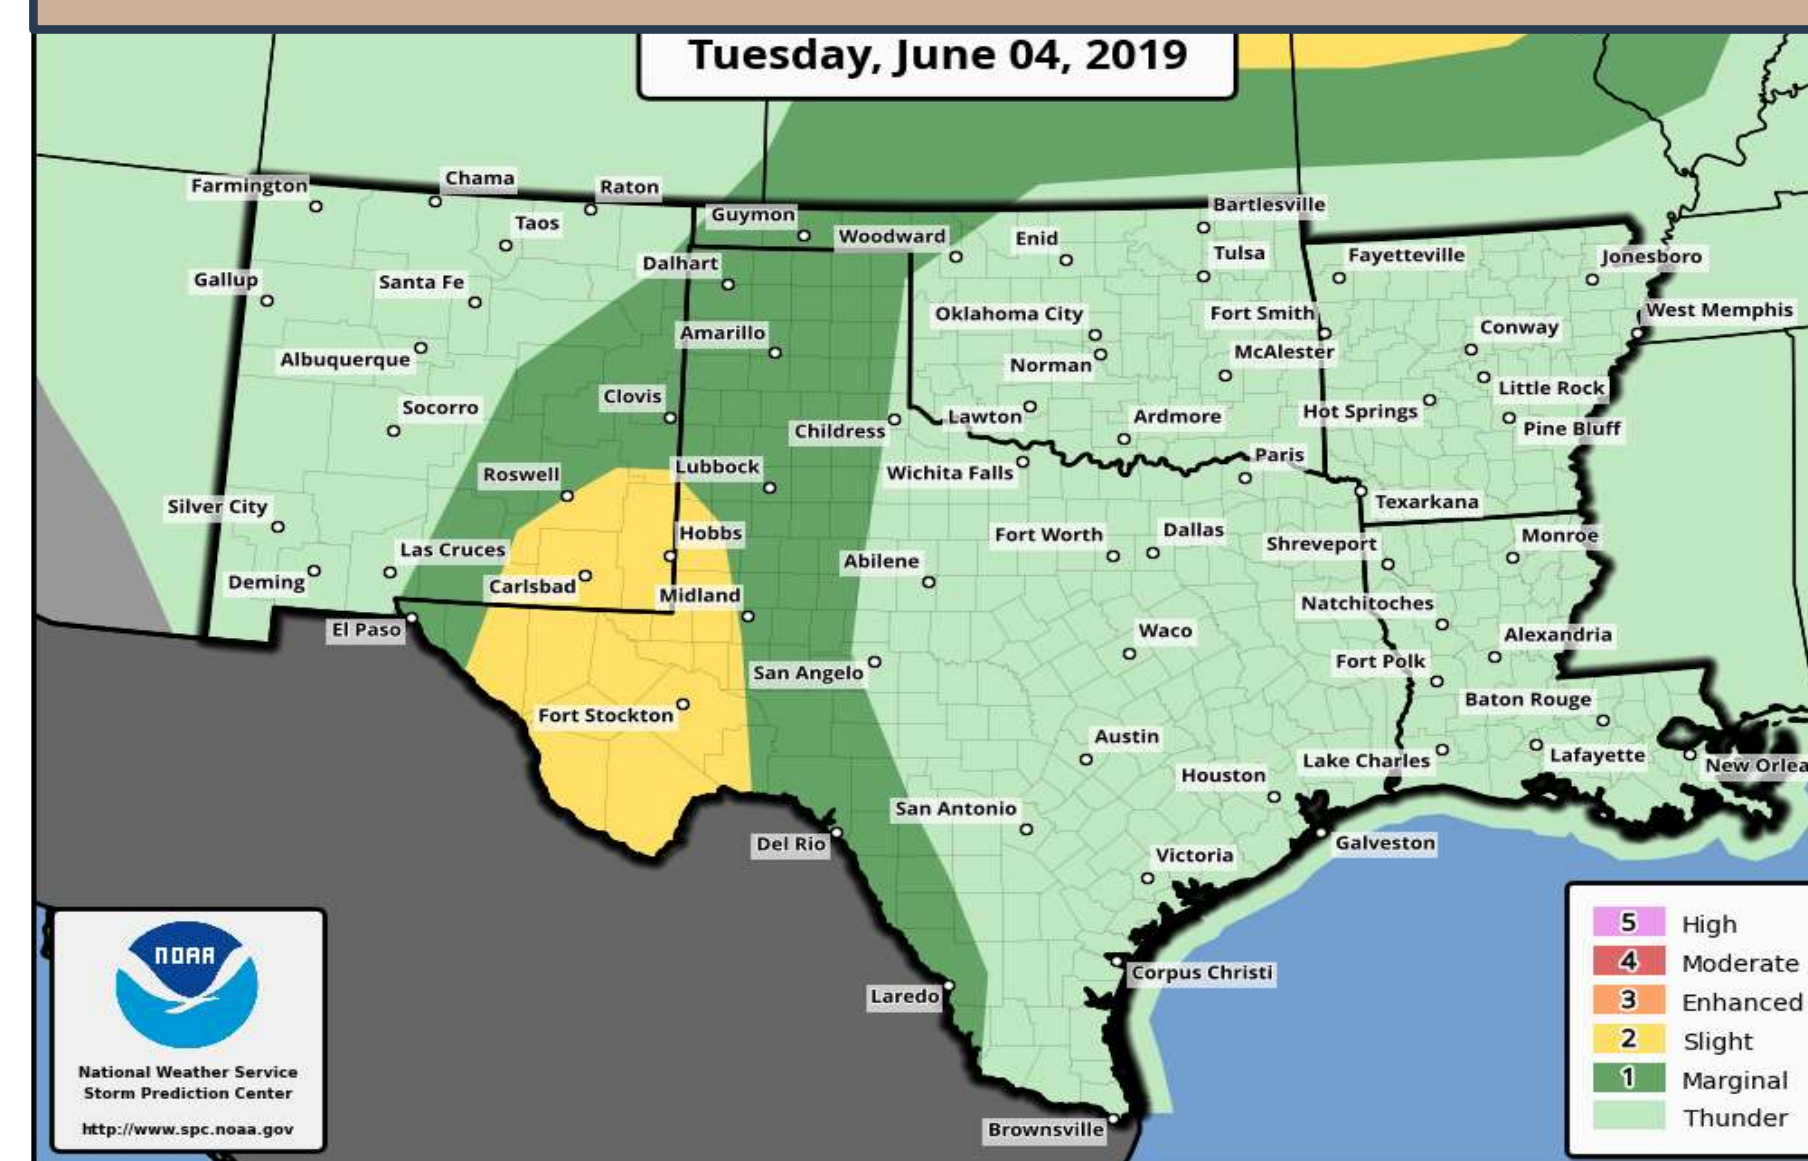 Tuesday, June 04, 2019
Farmington
Chama
Raton
Taos
Guymon
Bartlesville
Woodward
Enid
Tulsa
Fayetteville
Jonesboro
Gallup
Santa Fe
Dalhart
Oklahoma City
Fort Smith
West Memphis
Albuquerque
Amarillo
Norman
McAlester
Conway
Little Rock
Socorro
Clovis
Childress
Lawton
Ardmore
Hot Springs
Pine Bluff
Roswell
Lubbock
Wichita Falls
Paris
Silver City
Texarkana
Las Cruces
Hobbs
Fort Worth
Dallas
Shreveport
Monroe
Deming
Carlsbad
Midland
Abilene
Natchitoches
El Paso
Waco
Alexandria
San Angelo
Fort Polk
Fort Stockton
Baton Rouge
Austin
Lake Charles
Lafayette
New Orlea
Houston
San Antonio
Del Rio
Victoria
Galveston
Laredo
Corpus Christi
Brownsville
NOAA
National Weather Service
Storm Prediction Center
http://www.spc.noaa.gov
5 High
4 Moderate
3 Enhanced
2 Slight
1 Marginal
Thunder